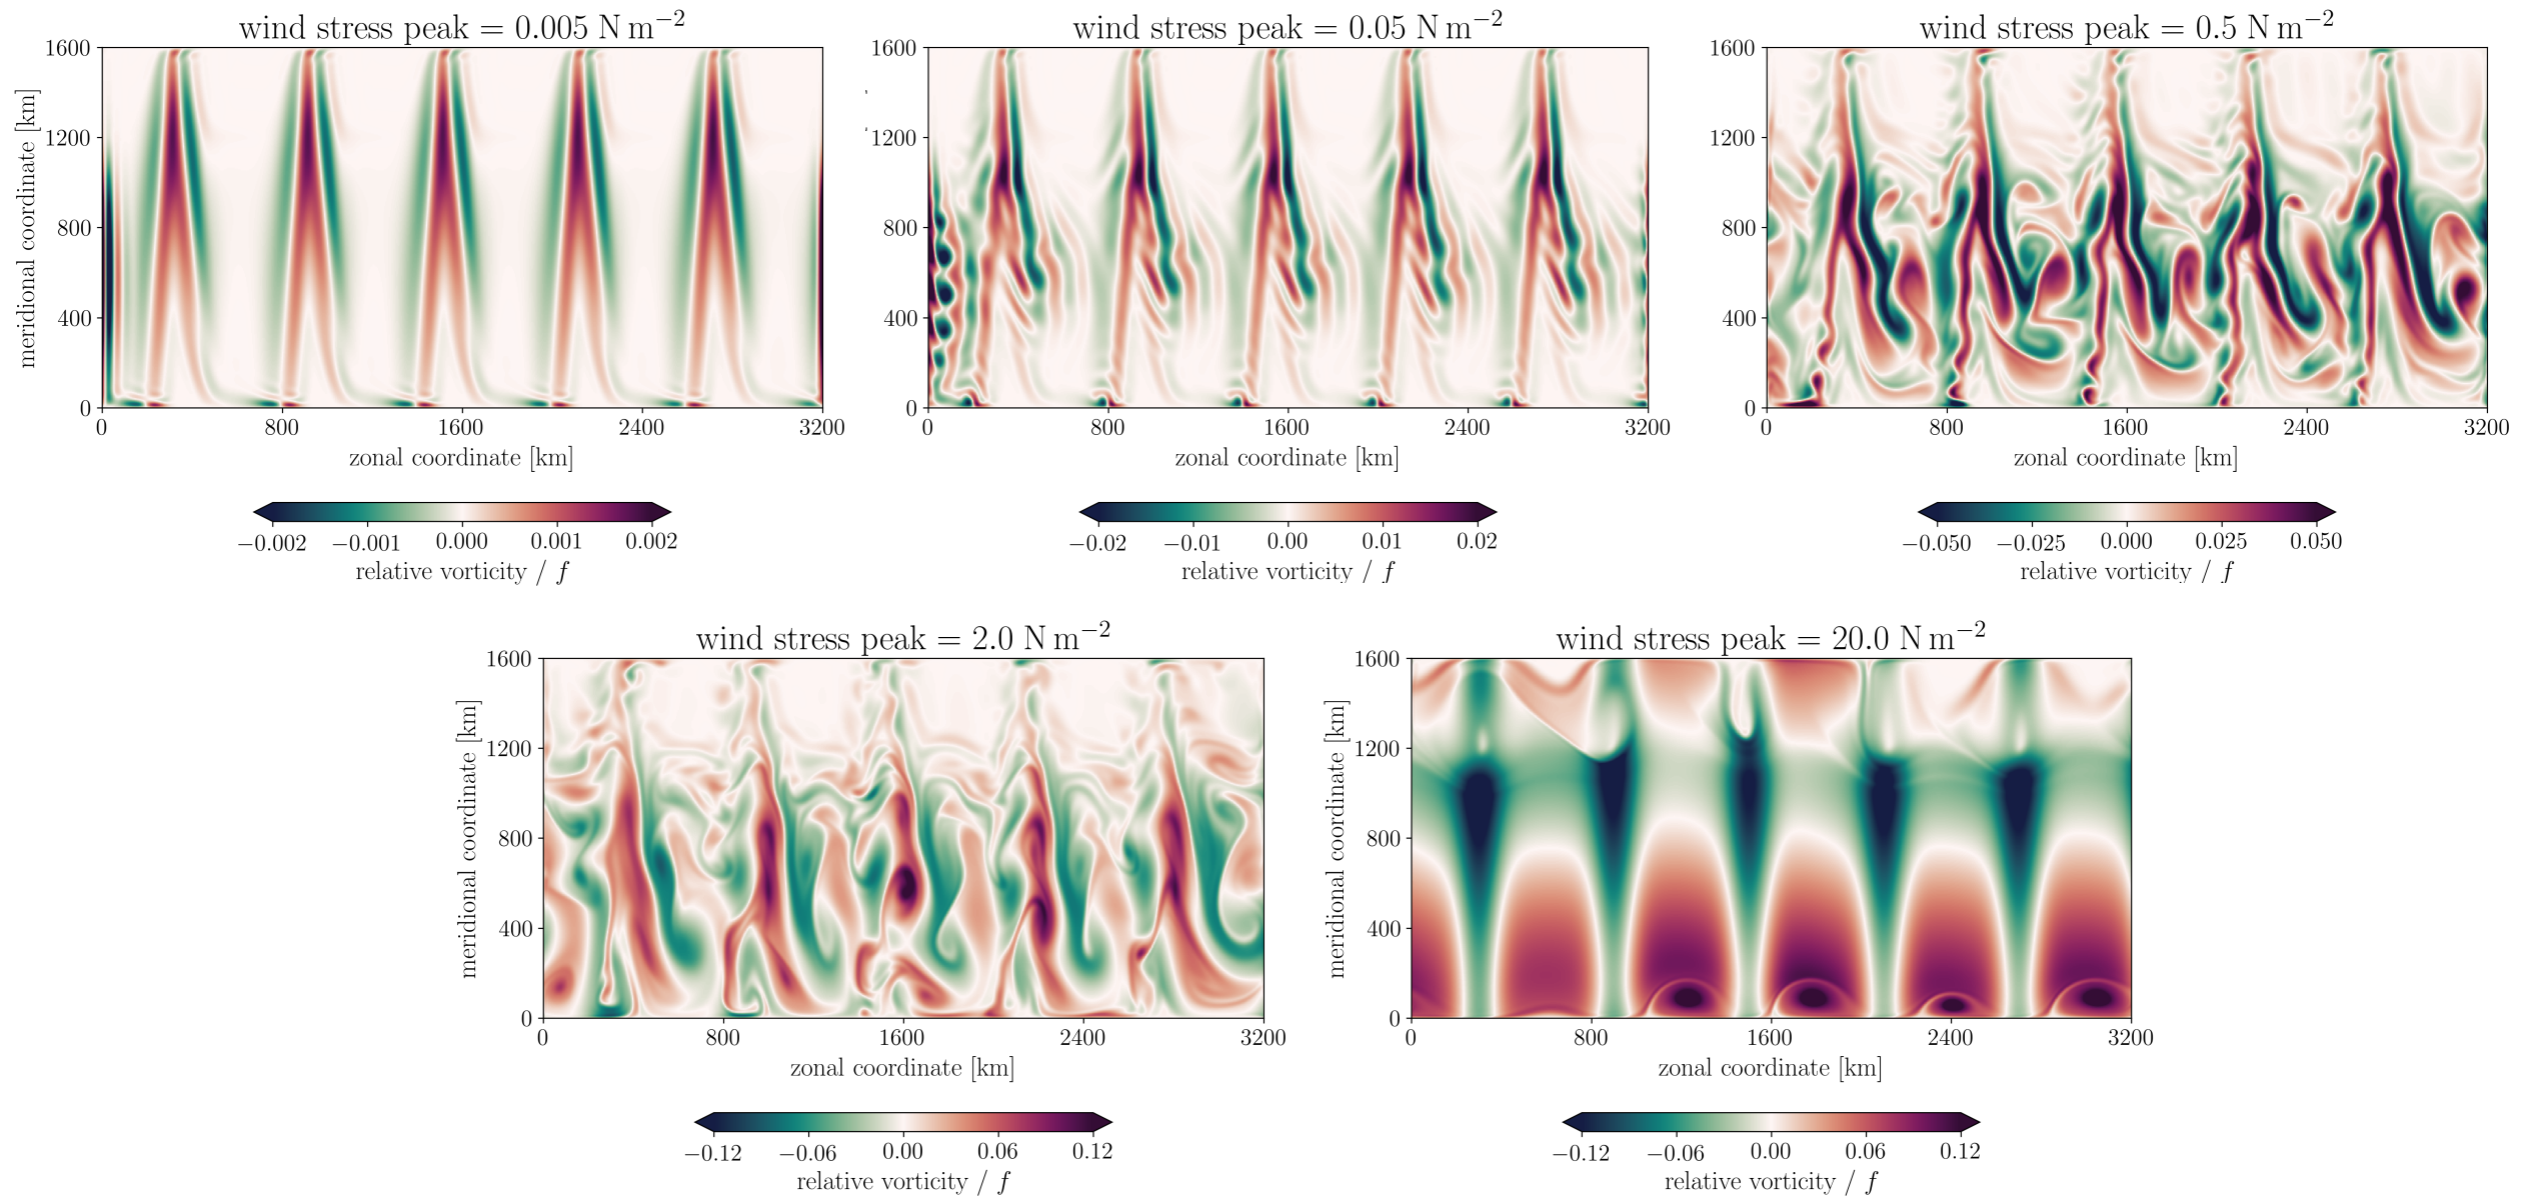 wind stress peak = 0.005 N m−2
1600
1200
800
400
0
meridional coordinate [km]
0 800 1600 2400 3200
zonal coordinate [km]
−0.002 −0.001 0.000 0.001 0.002
relative vorticity / f
wind stress peak = 0.05 N m−2
1600
1200
800
400
0
0 800 1600 2400 3200
zonal coordinate [km]
−0.02 −0.01 0.00 0.01 0.02
relative vorticity / f
wind stress peak = 0.5 N m−2
1600
1200
800
400
0
0 800 1600 2400 3200
zonal coordinate [km]
−0.050 −0.025 0.000 0.025 0.050
relative vorticity / f
wind stress peak = 2.0 N m−2
1600
1200
800
400
0
meridional coordinate [km]
0 800 1600 2400 3200
zonal coordinate [km]
−0.12 −0.06 0.00 0.06 0.12
relative vorticity / f
wind stress peak = 20.0 N m−2
1600
1200
800
400
0
meridional coordinate [km]
0 800 1600 2400 3200
zonal coordinate [km]
−0.12 −0.06 0.00 0.06 0.12
relative vorticity / f